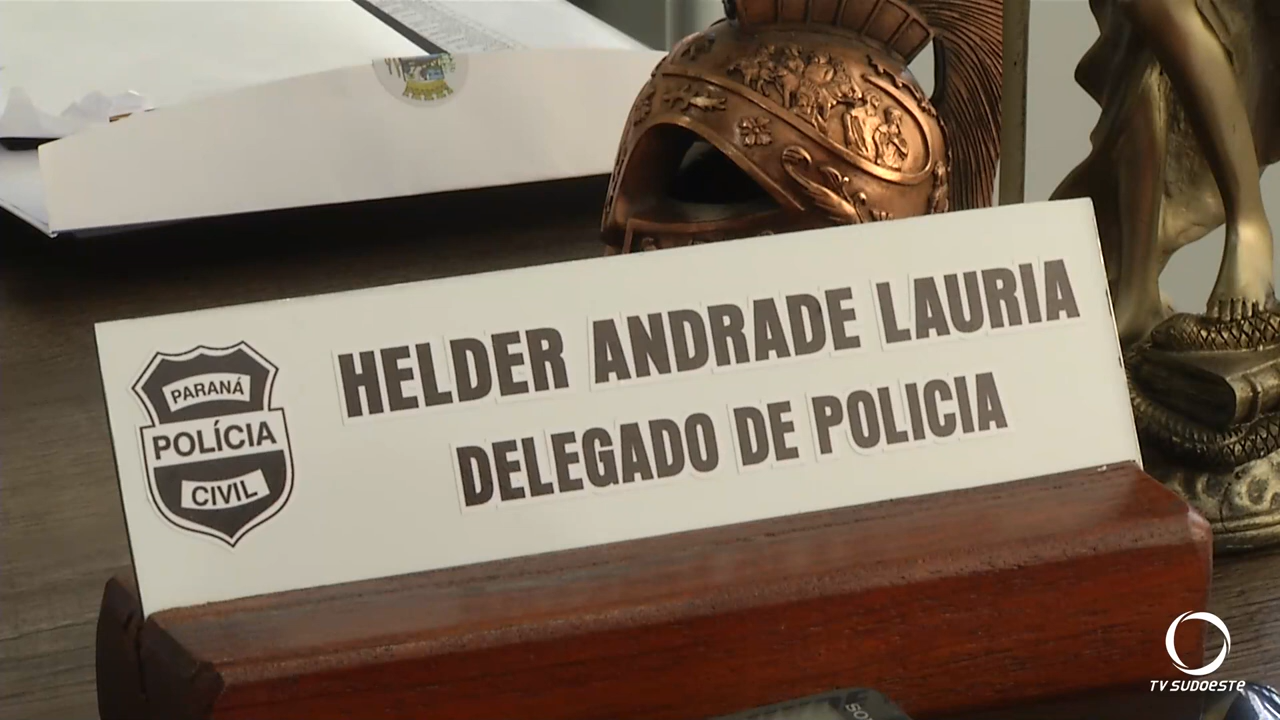 PARANÁ
POLÍCIA
CIVIL
HELDER ANDRADE LAURIA
DELEGADO DE POLICIA
TV SUDOESTE